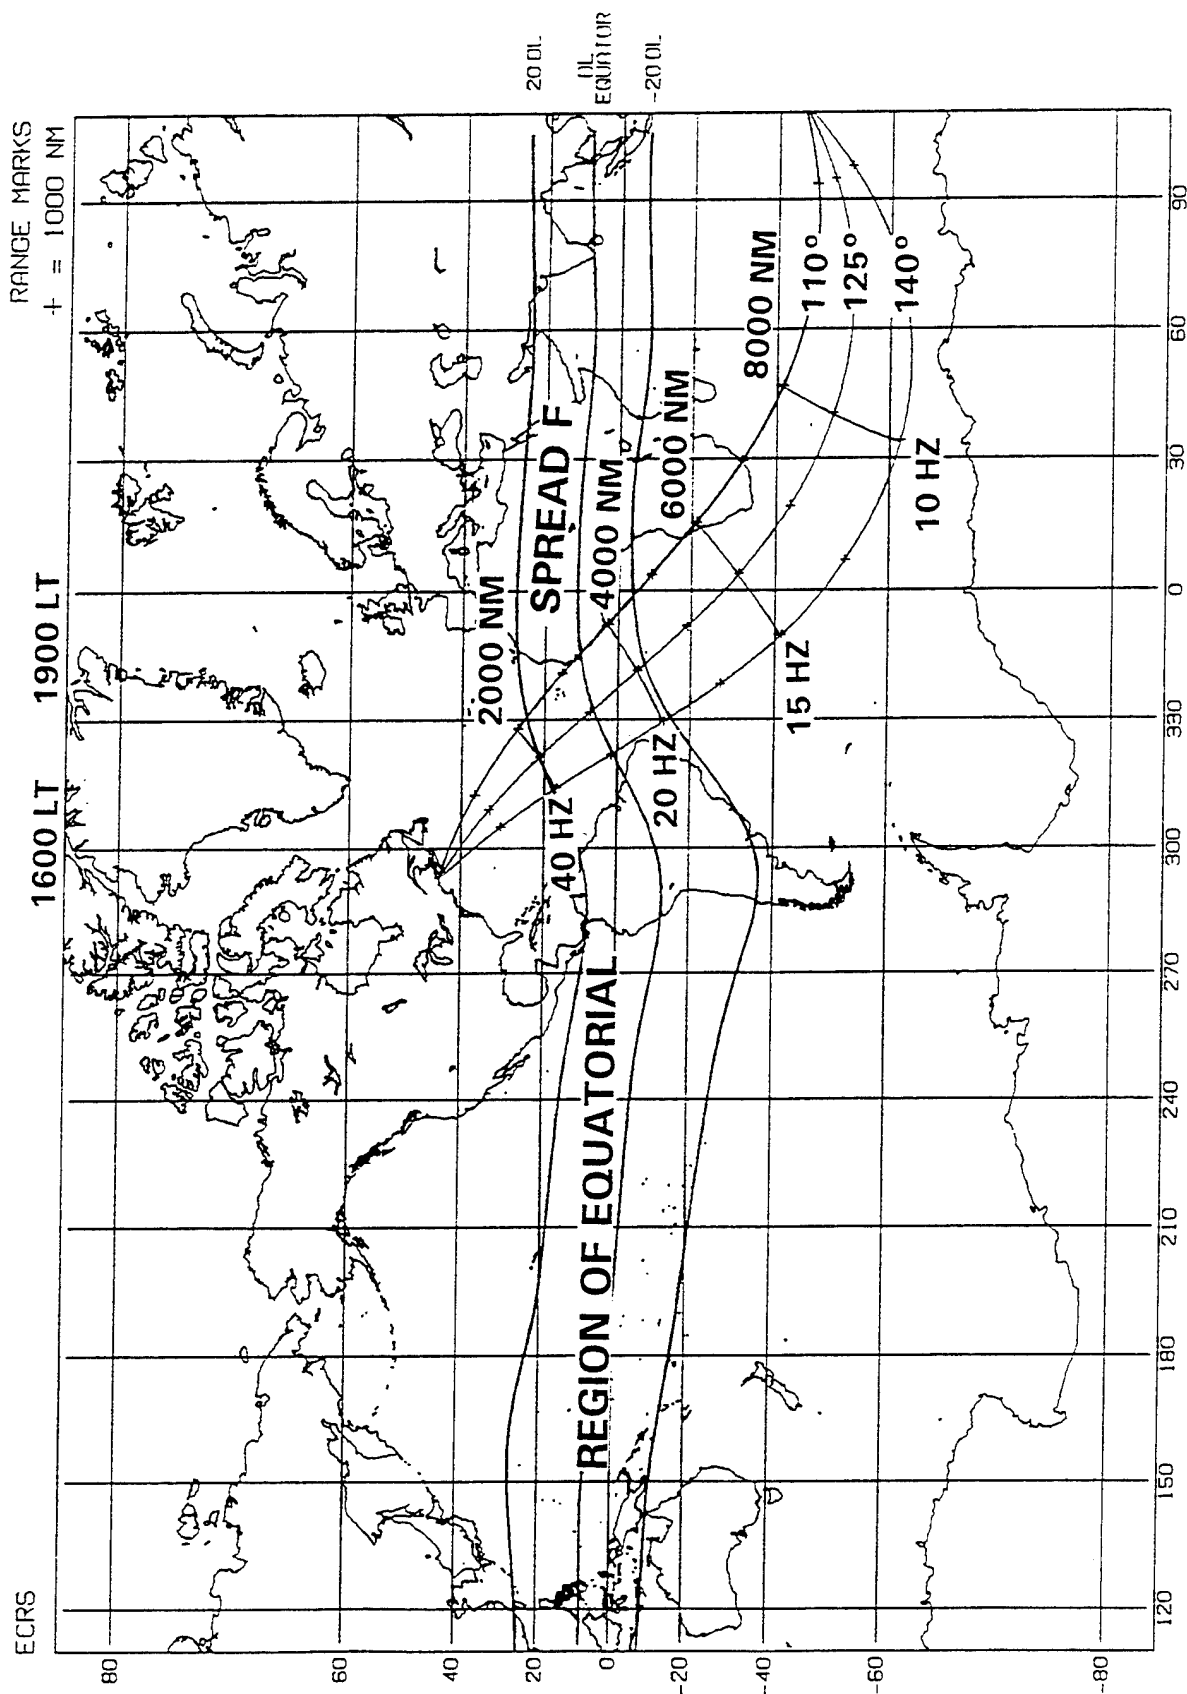 ECRS
1600 LT
1900 LT
RANGE MARKS
+ = 1000 NM
80
60
40
20
0
-20
-40
-60
-80
20 DL
DL
EQUATOR
-20 DL
2000 NM
SPREAD F
4000 NM
6000 NM
8000 NM
110°
125°
140°
40 HZ
20 HZ
15 HZ
10 HZ
REGION OF EQUATORIAL
120
150
180
210
240
270
300
330
0
30
60
90